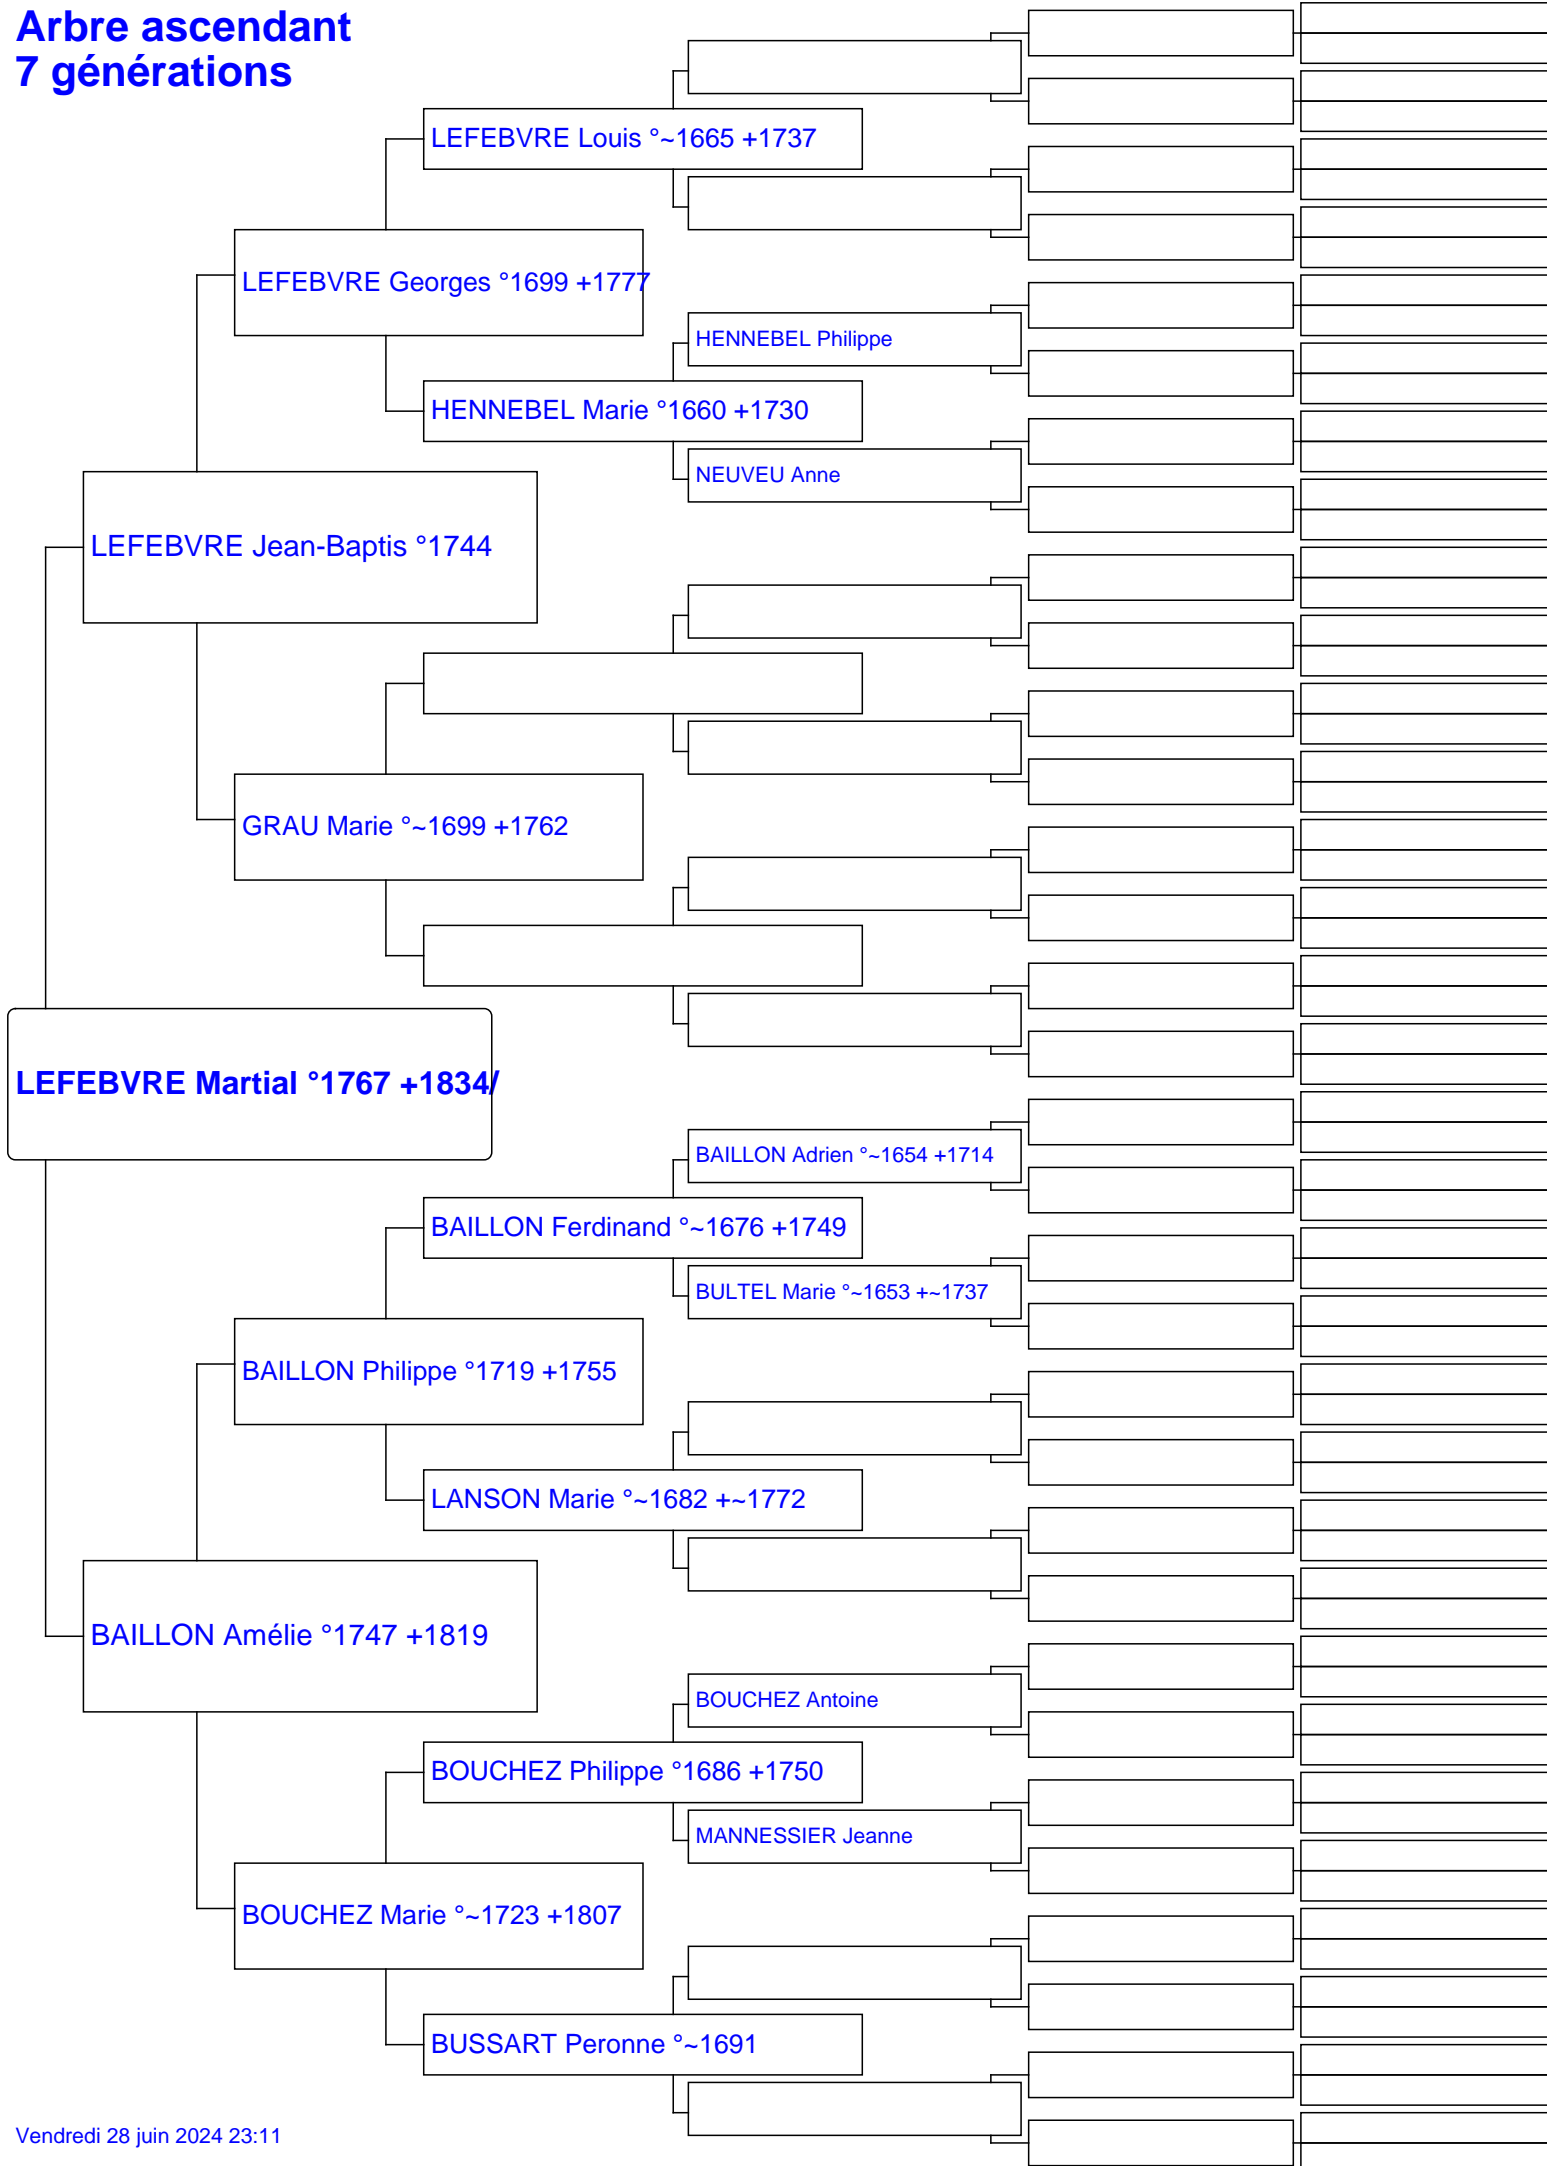 Arbre ascendant
7 générations
LEFEBVRE Louis °~1665 +1737
LEFEBVRE Georges °1699 +1777
HENNEBEL Philippe
HENNEBEL Marie °1660 +1730
NEUVEU Anne
LEFEBVRE Jean-Baptis °1744
GRAU Marie °~1699 +1762
LEFEBVRE Martial °1767 +1834/
BAILLON Adrien °~1654 +1714
BAILLON Ferdinand °~1676 +1749
BULTEL Marie °~1653 +~1737
BAILLON Philippe °1719 +1755
LANSON Marie °~1682 +~1772
BAILLON Amélie °1747 +1819
BOUCHEZ Antoine
BOUCHEZ Philippe °1686 +1750
MANNESSIER Jeanne
BOUCHEZ Marie °~1723 +1807
BUSSART Peronne °~1691
Vendredi 28 juin 2024 23:11